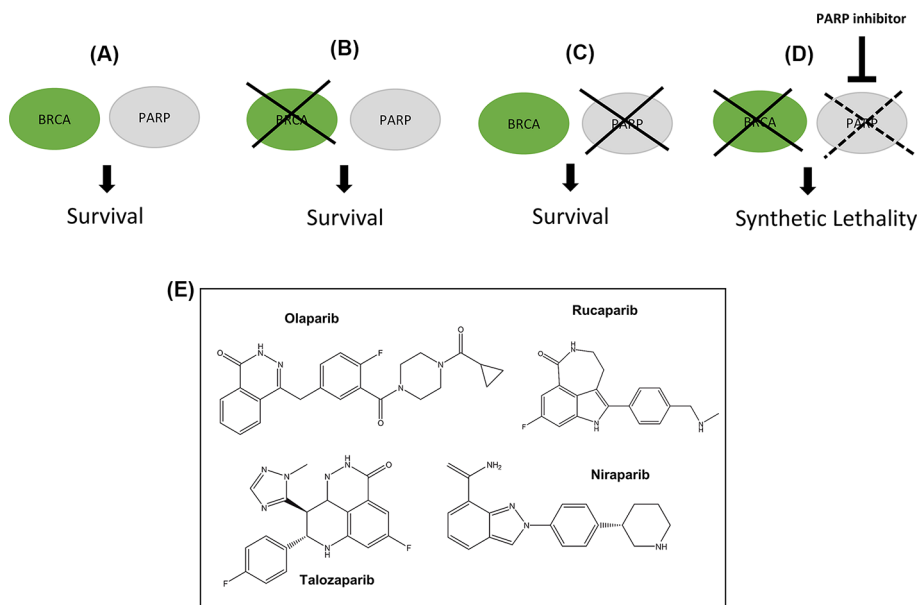 PARP inhibitor
(A)
(B)
(C)
(D)
BRCA
PARP
BRCA
PARP
BRCA
PARP
BRCA
PARP
Survival
Survival
Survival
Synthetic Lethality
(E)
Olaparib
O
H
N
N
F
O
N
N
O
Rucaparib
H
N
O
F
N
H
N
H
Talozaparib
N
N
N
N
NH
O
F
N
H
F
Niraparib
NH2
N
N
NH